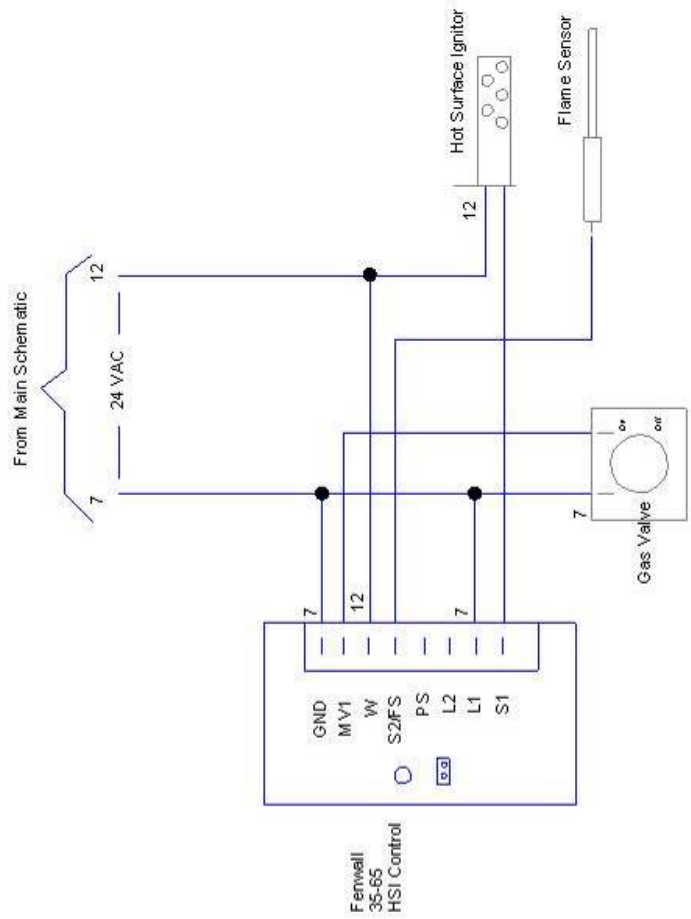 From Main Schematic
7
24 VAC
12
12
Hot Surface Ignitor
Flame Sensor
7
12
7
GND
MV1
W
S2/FS
PS
L2
L1
S1
7
Gas Valve
Fenwall
35-65
HSI Control